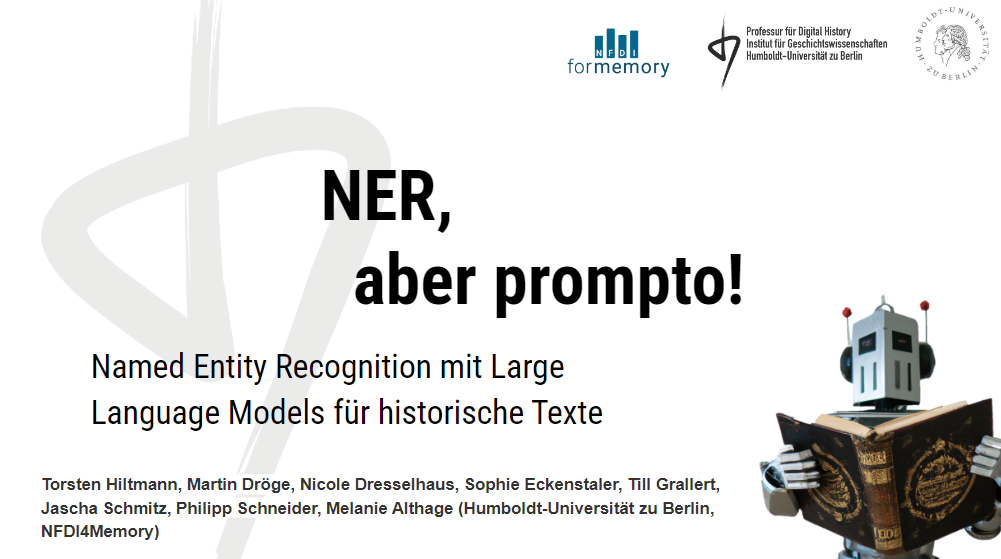 NFDI
formemory
Professur für Digital History
Institut für Geschichtswissenschaften
Humboldt-Universität zu Berlin
HUMBOLDT-UNIVERSITÄT
ZU BERLIN
NER,
aber prompto!
Named Entity Recognition mit Large
Language Models für historische Texte
Torsten Hiltmann, Martin Dröge, Nicole Dresselhaus, Sophie Eckenstaler, Till Grallert,
Jascha Schmitz, Philipp Schneider, Melanie Althage (Humboldt-Universität zu Berlin,
NFDI4Memory)